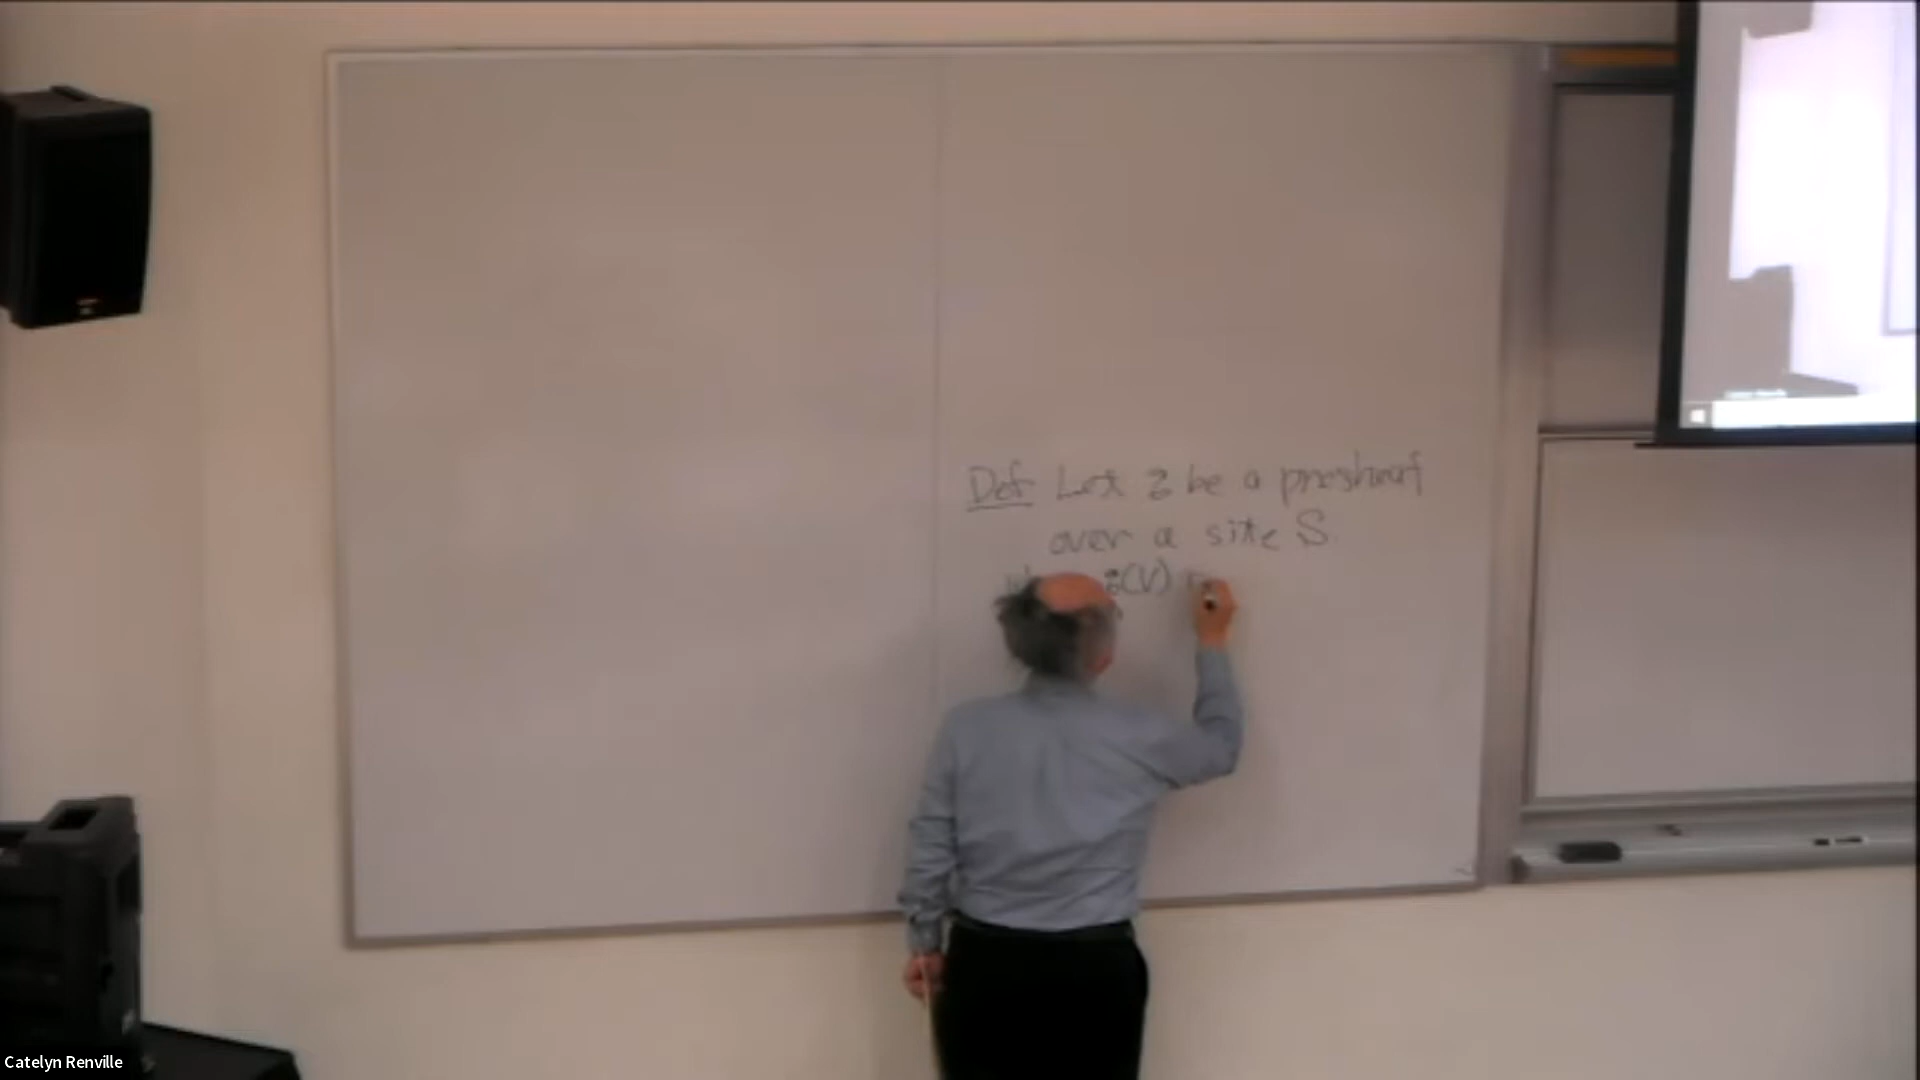 Def Let ꝫ be a presheaf
over a site S
(V)
Catelyn Renville